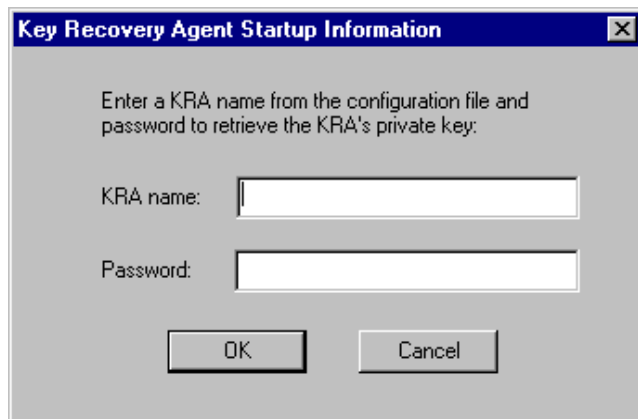 Key Recovery Agent Startup Information
Enter a KRA name from the configuration file and
password to retrieve the KRA's private key:
KRA name:
Password:
OK Cancel